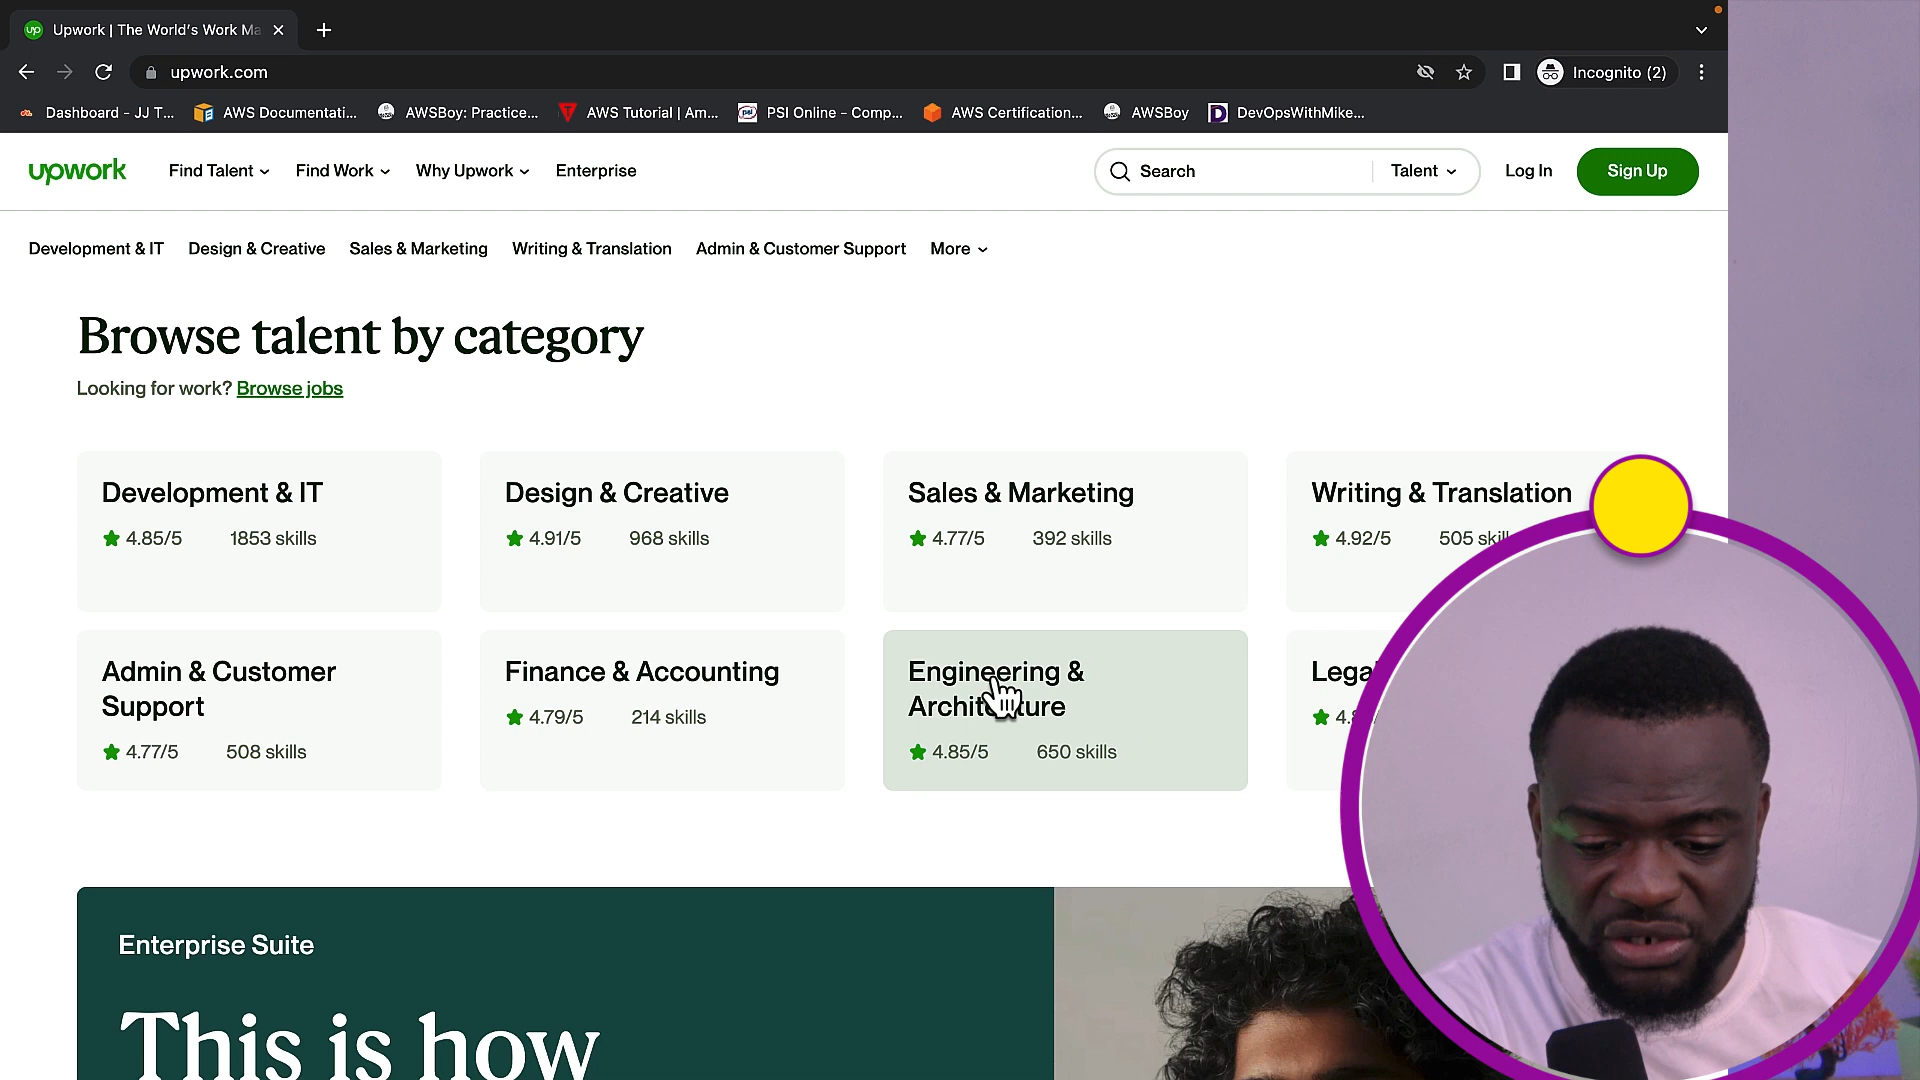 up Upwork | The World's Work Ma
upwork.com
Incognito (2)
Dashboard - JJ T... AWS Documentati... AWSBoy: Practice... AWS Tutorial | Am... PSI Online - Comp... AWS Certification... AWSBoy DevOpsWithMike...
upwork Find Talent Find Work Why Upwork Enterprise Search Talent Log In Sign Up
Development & IT Design & Creative Sales & Marketing Writing & Translation Admin & Customer Support More
Browse talent by category
Looking for work? Browse jobs
Development & IT
4.85/5 1853 skills
Design & Creative
4.91/5 968 skills
Sales & Marketing
4.77/5 392 skills
Writing & Translation
4.92/5 505 skill
Admin & Customer
Support
4.77/5 508 skills
Finance & Accounting
4.79/5 214 skills
Engineering &
Architecture
4.85/5 650 skills
Lega
Enterprise Suite
This is how